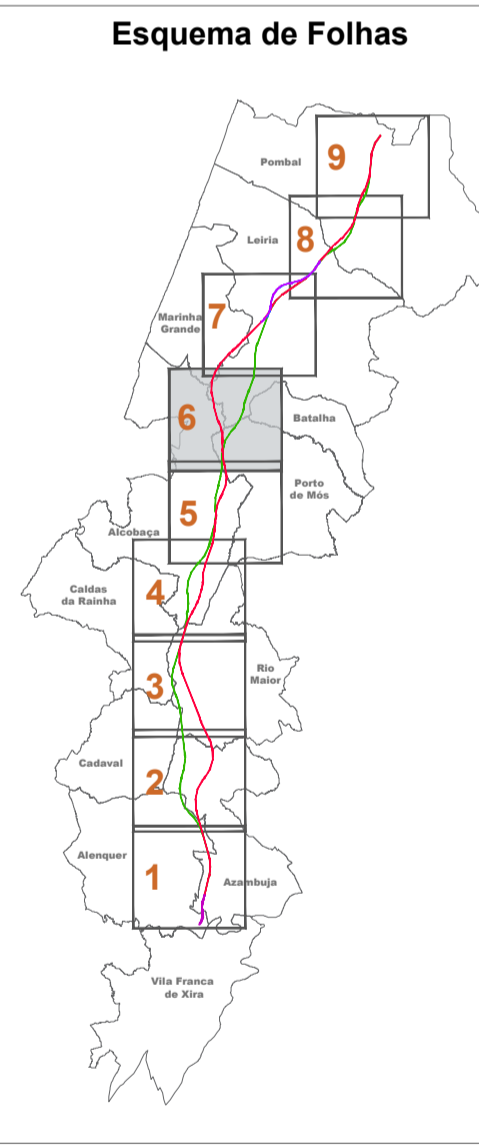 Esquema de Folhas
9
Pombal
8
Leiria
7
Marinha
Grande
6
Batalha
Porto
de Mós
5
Alcobaça
4
Caldas
da Rainha
Rio
Maior
3
Cadaval
2
Alenquer
1
Azambuja
Vila Franca
de Xira